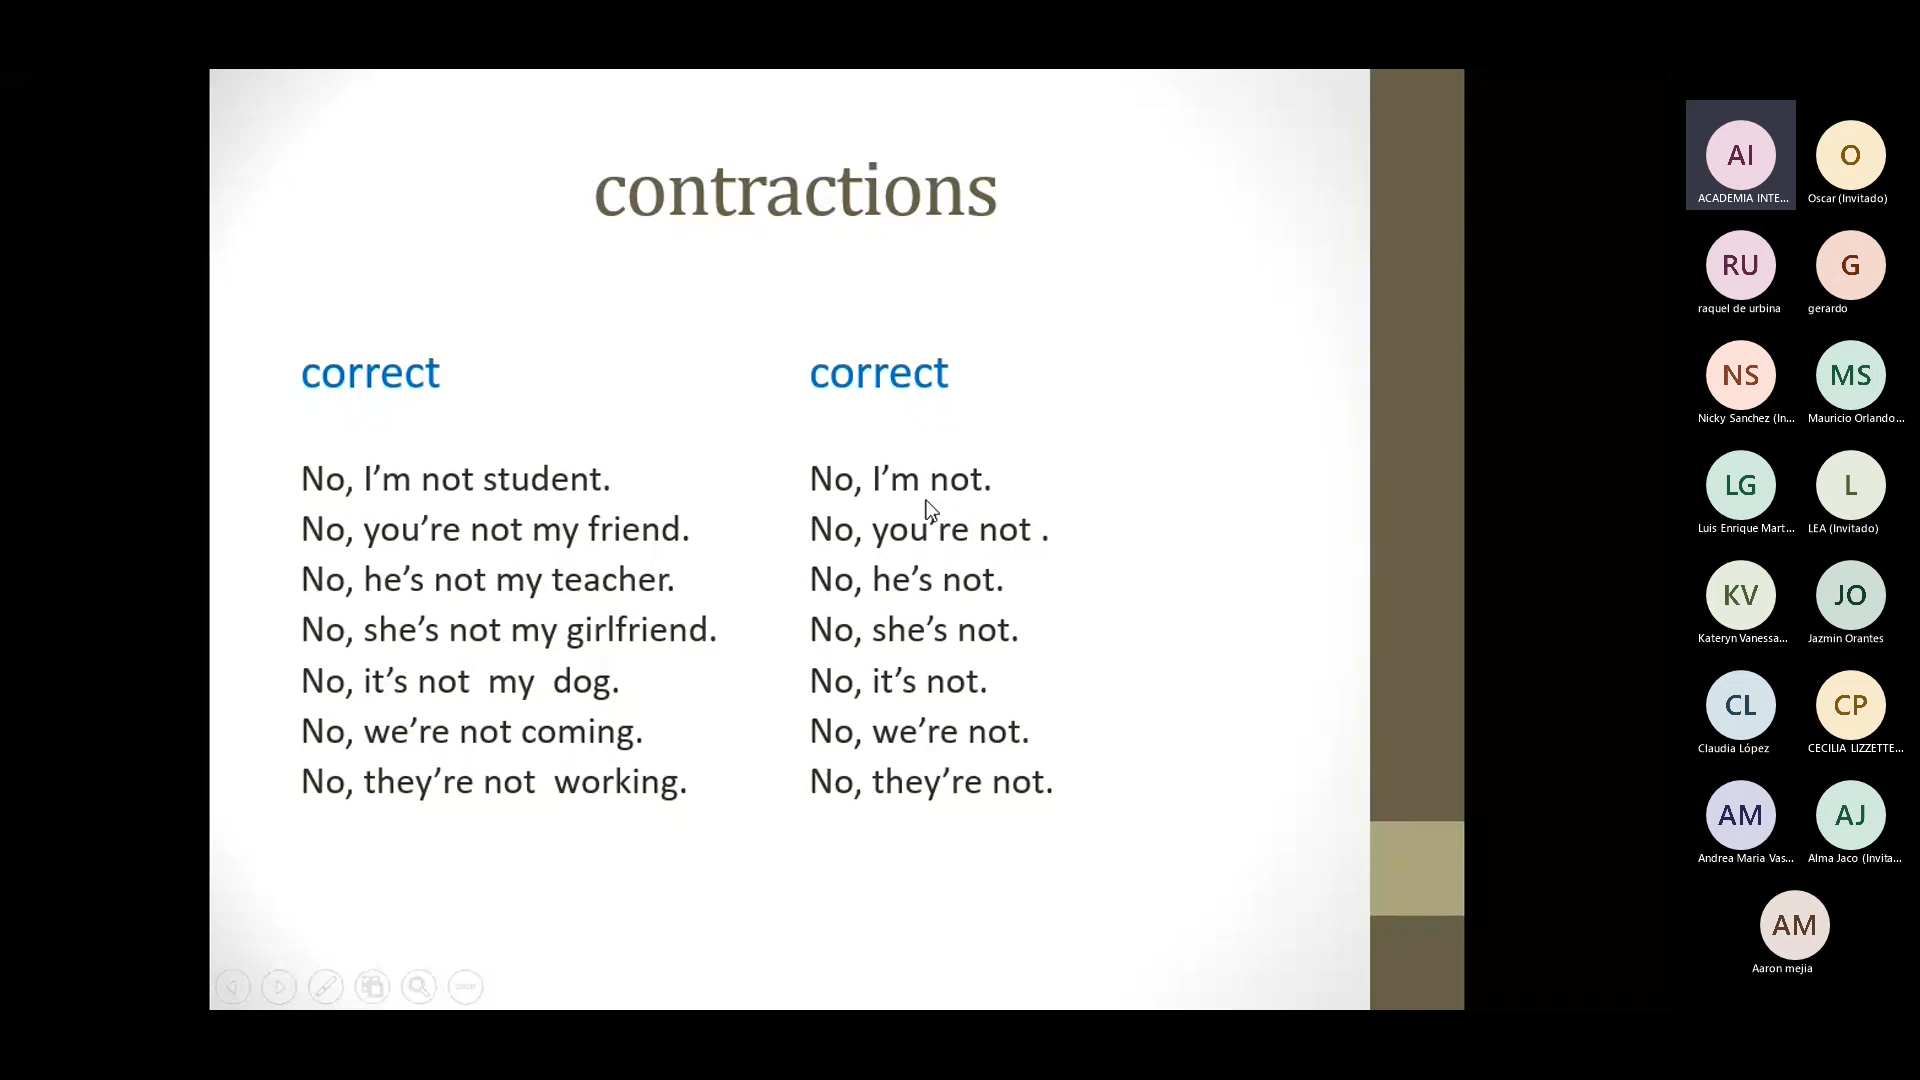 contractions
correct
No, I’m not student.
No, you’re not my friend.
No, he’s not my teacher.
No, she’s not my girlfriend.
No, it’s not  my  dog.
No, we’re not coming.
No, they’re not  working.
correct
No, I’m not.
No, you’re not .
No, he’s not.
No, she’s not.
No, it’s not.
No, we’re not.
No, they’re not.
AI
ACADEMIA INTE...
O
Oscar (Invitado)
RU
raquel de urbina
G
gerardo
NS
Nicky Sanchez (In...
MS
Mauricio Orlando...
LG
Luis Enrique Mart...
L
LEA (Invitado)
KV
Kateryn Vanessa...
JO
Jazmin Orantes
CL
Claudia López
CP
CECILIA LIZZETTE...
AM
Andrea Maria Vas...
AJ
Alma Jaco (Invita...
AM
Aaron mejia